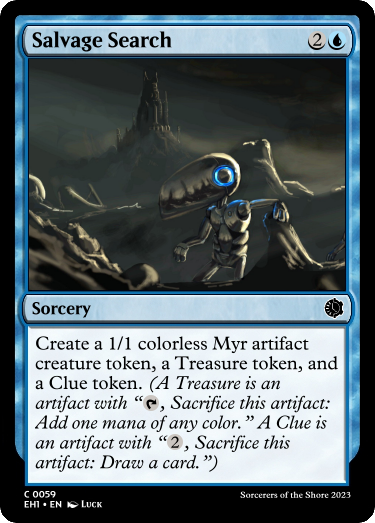 Salvage Search 2
Sorcery
Create a 1/1 colorless Myr artifact
creature token, a Treasure token, and
a Clue token. (A Treasure is an
artifact with “, Sacrifice this artifact:
Add one mana of any color.” A Clue is
an artifact with “2, Sacrifice this
artifact: Draw a card.”)
C 0059
EH1 • EN Luck
Sorcerers of the Shore 2023